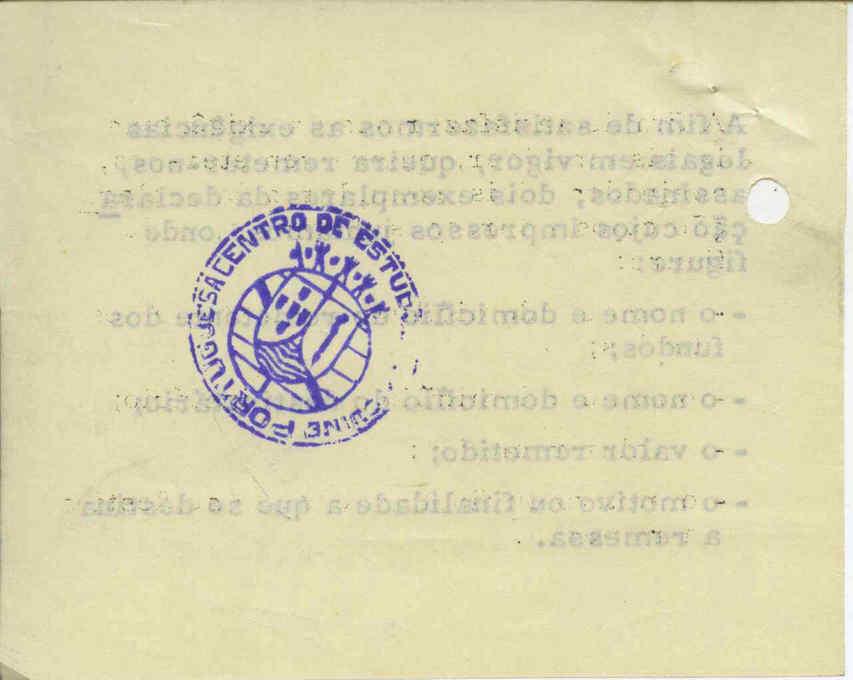 A fim de satisfazermos as exigências
legais em vigor, queira remeter-nos,
assinados, dois exemplares da declara
ção cujos impressos onde
figure:
- o nome e domicílio do dos
fundos;
- o nome e domicílio do
- o valor remetido;
- o motivo ou finalidade a que se destina
a remessa.
CENTRO DE
PORTUGUESA